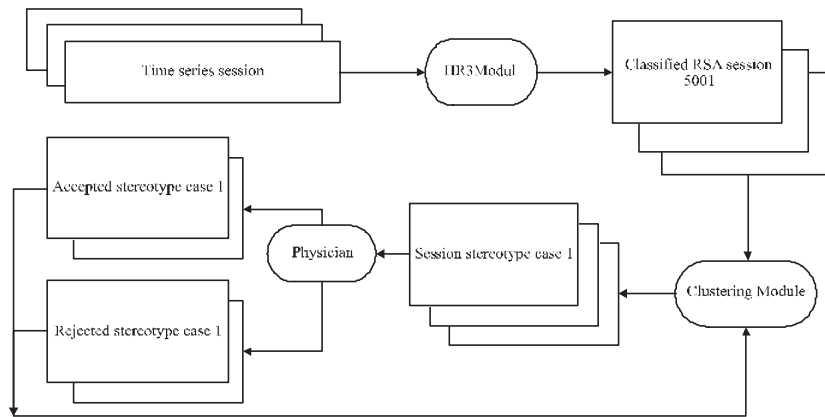 Time series session
HR3Modul
Classified RSA session
5001
Accepted stereotype case 1
Physician
Session stereotype case 1
Clustering Module
Rejected stereotype case 1